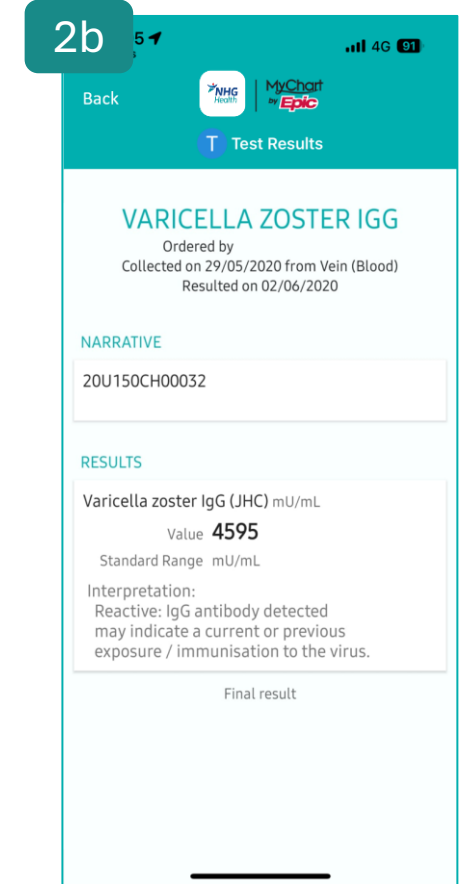 2b
5
4G 91
Back
NHG
Health
MyChart
by Epic
T Test Results
VARICELLA ZOSTER IGG
Ordered by
Collected on 29/05/2020 from Vein (Blood)
Resulted on 02/06/2020
NARRATIVE
20U150CH00032
RESULTS
Varicella zoster IgG (JHC) mU/mL
Value 4595
Standard Range mU/mL
Interpretation:
Reactive: IgG antibody detected
may indicate a current or previous
exposure / immunisation to the virus.
Final result